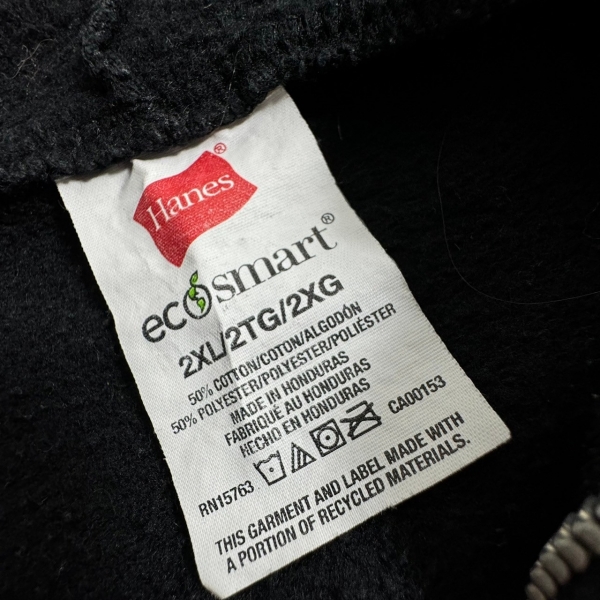 Hanes®
ecosmart®
2XL/2TG/2XG
50% COTTON/COTON/ALGODÓN
50% POLYESTER/POLYESTER/POLIÉSTER
MADE IN HONDURAS
FABRIQUÉ AU HONDURAS
HECHO EN HONDURAS
RN15763 CA00153
THIS GARMENT AND LABEL MADE WITH
A PORTION OF RECYCLED MATERIALS.